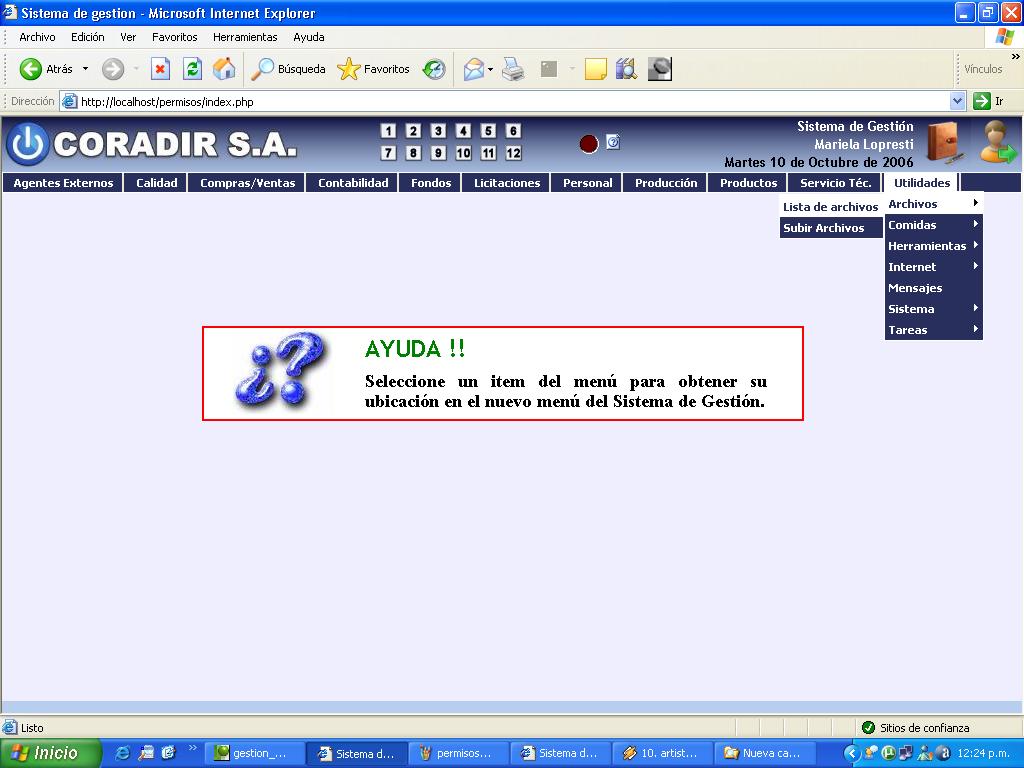 Sistema de gestion - Microsoft Internet Explorer
Archivo Edición Ver Favoritos Herramientas Ayuda
Atrás Búsqueda Favoritos Vínculos
Dirección http://localhost/permisos/index.php Ir
CORADIR S.A.
1 2 3 4 5 6
7 8 9 10 11 12
Sistema de Gestión
Mariela Lopresti
Martes 10 de Octubre de 2006
Agentes Externos Calidad Compras/Ventas Contabilidad Fondos Licitaciones Personal Producción Productos Servicio Téc. Utilidades
Lista de archivos
Subir Archivos
Archivos
Comidas
Herramientas
Internet
Mensajes
Sistema
Tareas
¿?
AYUDA !!
Seleccione un item del menú para obtener su
ubicación en el nuevo menú del Sistema de Gestión.
Listo Sitios de confianza
Inicio gestion_... Sistema d... permisos... Sistema d... 10. artist... Nueva ca... 12:24 p.m.